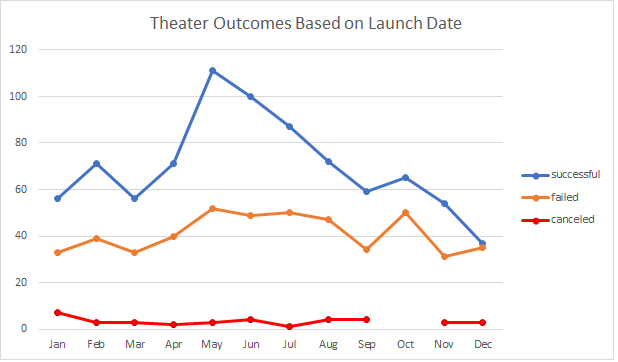 Theater Outcomes Based on Launch Date
120
100
80
60
40
20
0
Jan Feb Mar Apr May Jun Jul Aug Sep Oct Nov Dec
successful
failed
canceled